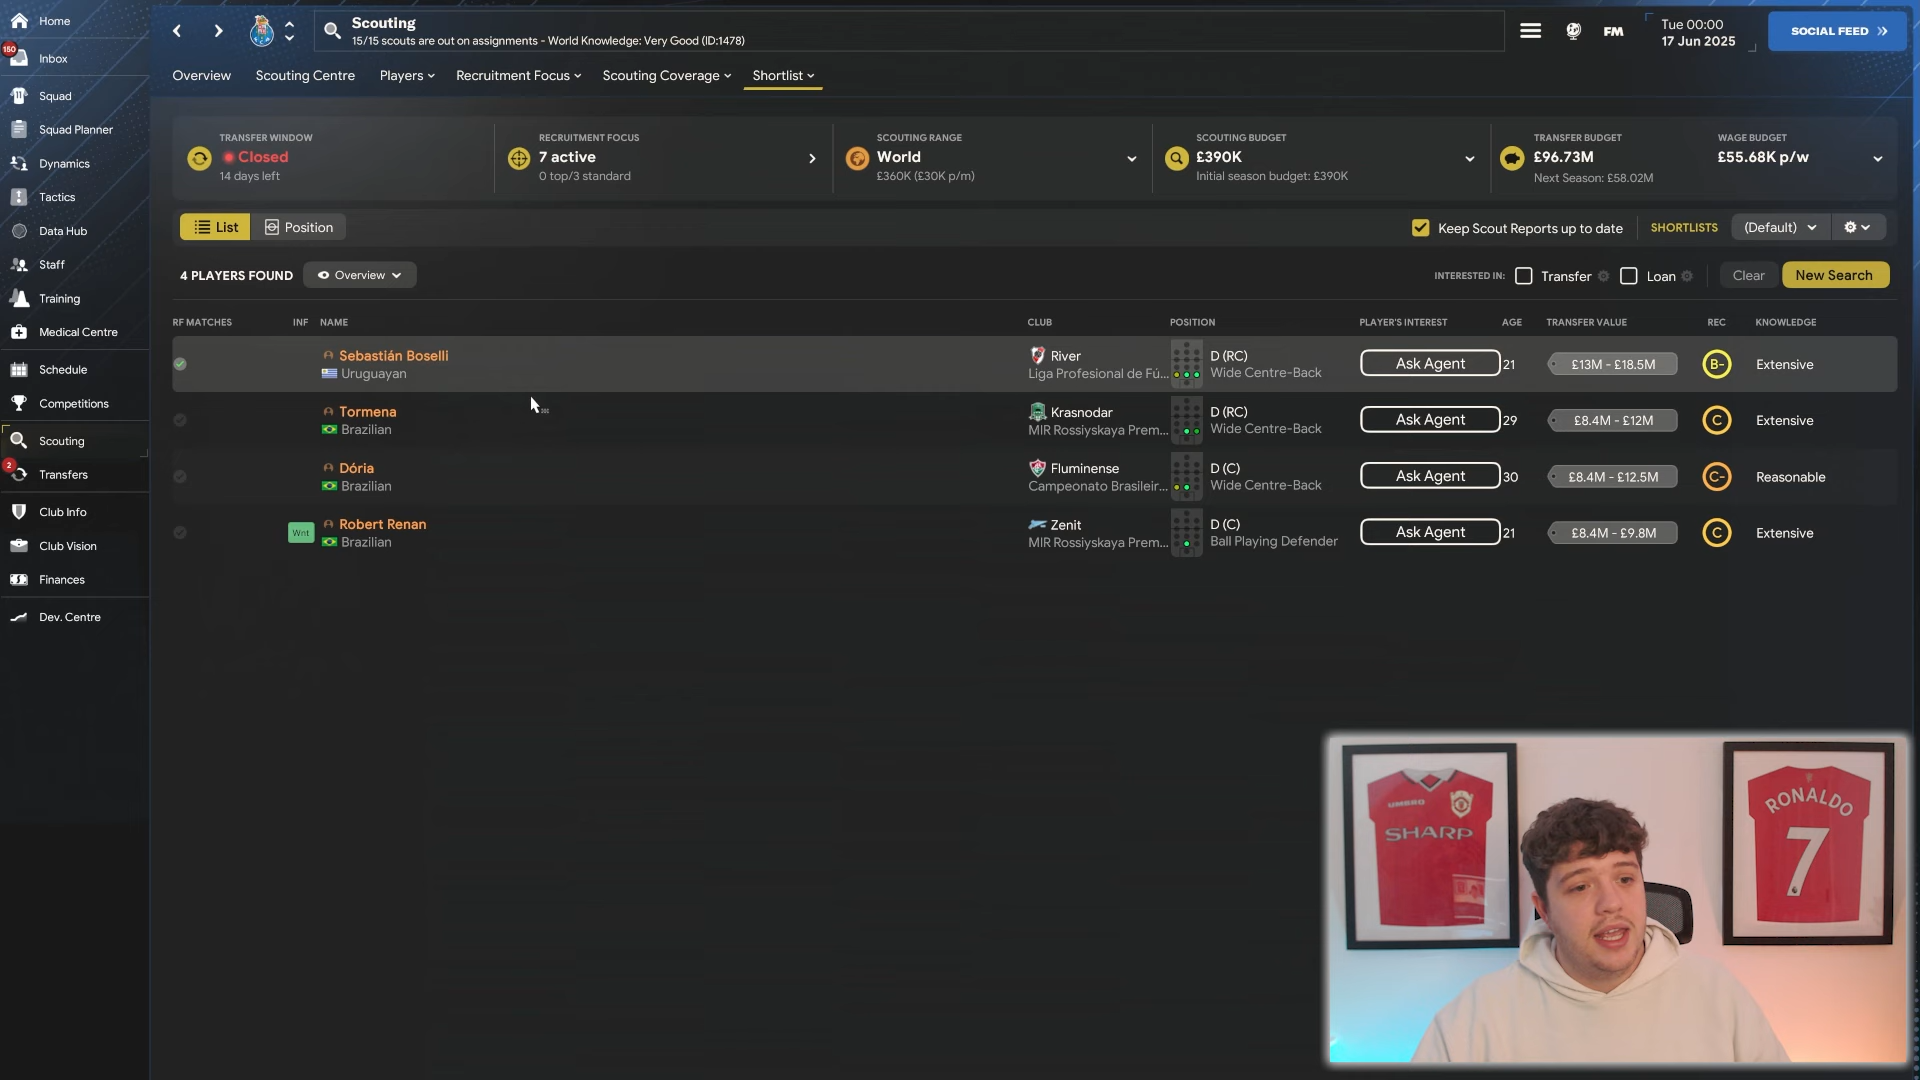 Home
150
Inbox
Squad
Squad Planner
Dynamics
Tactics
Data Hub
Staff
Training
Medical Centre
Schedule
Competitions
Scouting
2
Transfers
Club Info
Club Vision
Finances
Dev. Centre
Scouting
15/15 scouts are out on assignments - World Knowledge: Very Good (ID:1478)
FM
Tue 00:00
17 Jun 2025
SOCIAL FEED
Overview Scouting Centre Players Recruitment Focus Scouting Coverage Shortlist
TRANSFER WINDOW
Closed
14 days left
RECRUITMENT FOCUS
7 active
0 top/3 standard
SCOUTING RANGE
World
£360K (£30K p/m)
SCOUTING BUDGET
£390K
Initial season budget: £390K
TRANSFER BUDGET
£96.73M
Next Season: £58.02M
WAGE BUDGET
£55.68K p/w
List Position
Keep Scout Reports up to date
SHORTLISTS (Default)
4 PLAYERS FOUND Overview
INTERESTED IN: Transfer Loan Clear New Search
RF MATCHES INF NAME CLUB POSITION PLAYER'S INTEREST AGE TRANSFER VALUE REC KNOWLEDGE
Sebastián Boselli River D (RC) Ask Agent 21 £13M - £18.5M B- Extensive
Uruguayan Liga Profesional de Fú... Wide Centre-Back
Tormena Krasnodar D (RC) Ask Agent 29 £8.4M - £12M C Extensive
Brazilian MIR Rossiyskaya Prem... Wide Centre-Back
Dória Fluminense D (C) Ask Agent 30 £8.4M - £12.5M C- Reasonable
Brazilian Campeonato Brasileir... Wide Centre-Back
Wnt Robert Renan Zenit D (C) Ask Agent 21 £8.4M - £9.8M C Extensive
Brazilian MIR Rossiyskaya Prem... Ball Playing Defender
UMBRO
SHARP
RONALDO
7